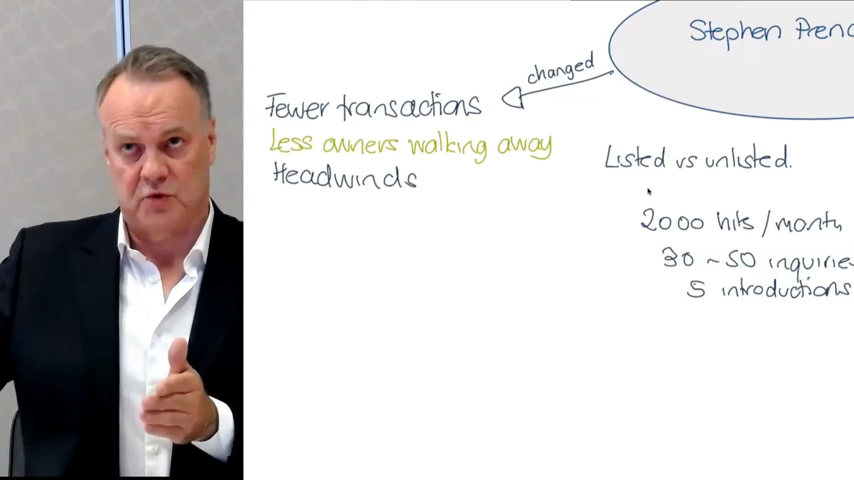 Stephen
changed
Fewer transactions
Less owners walking away
Headwinds
Listed vs unlisted.
2000 hits/month
30 ~ 50
5 introductions